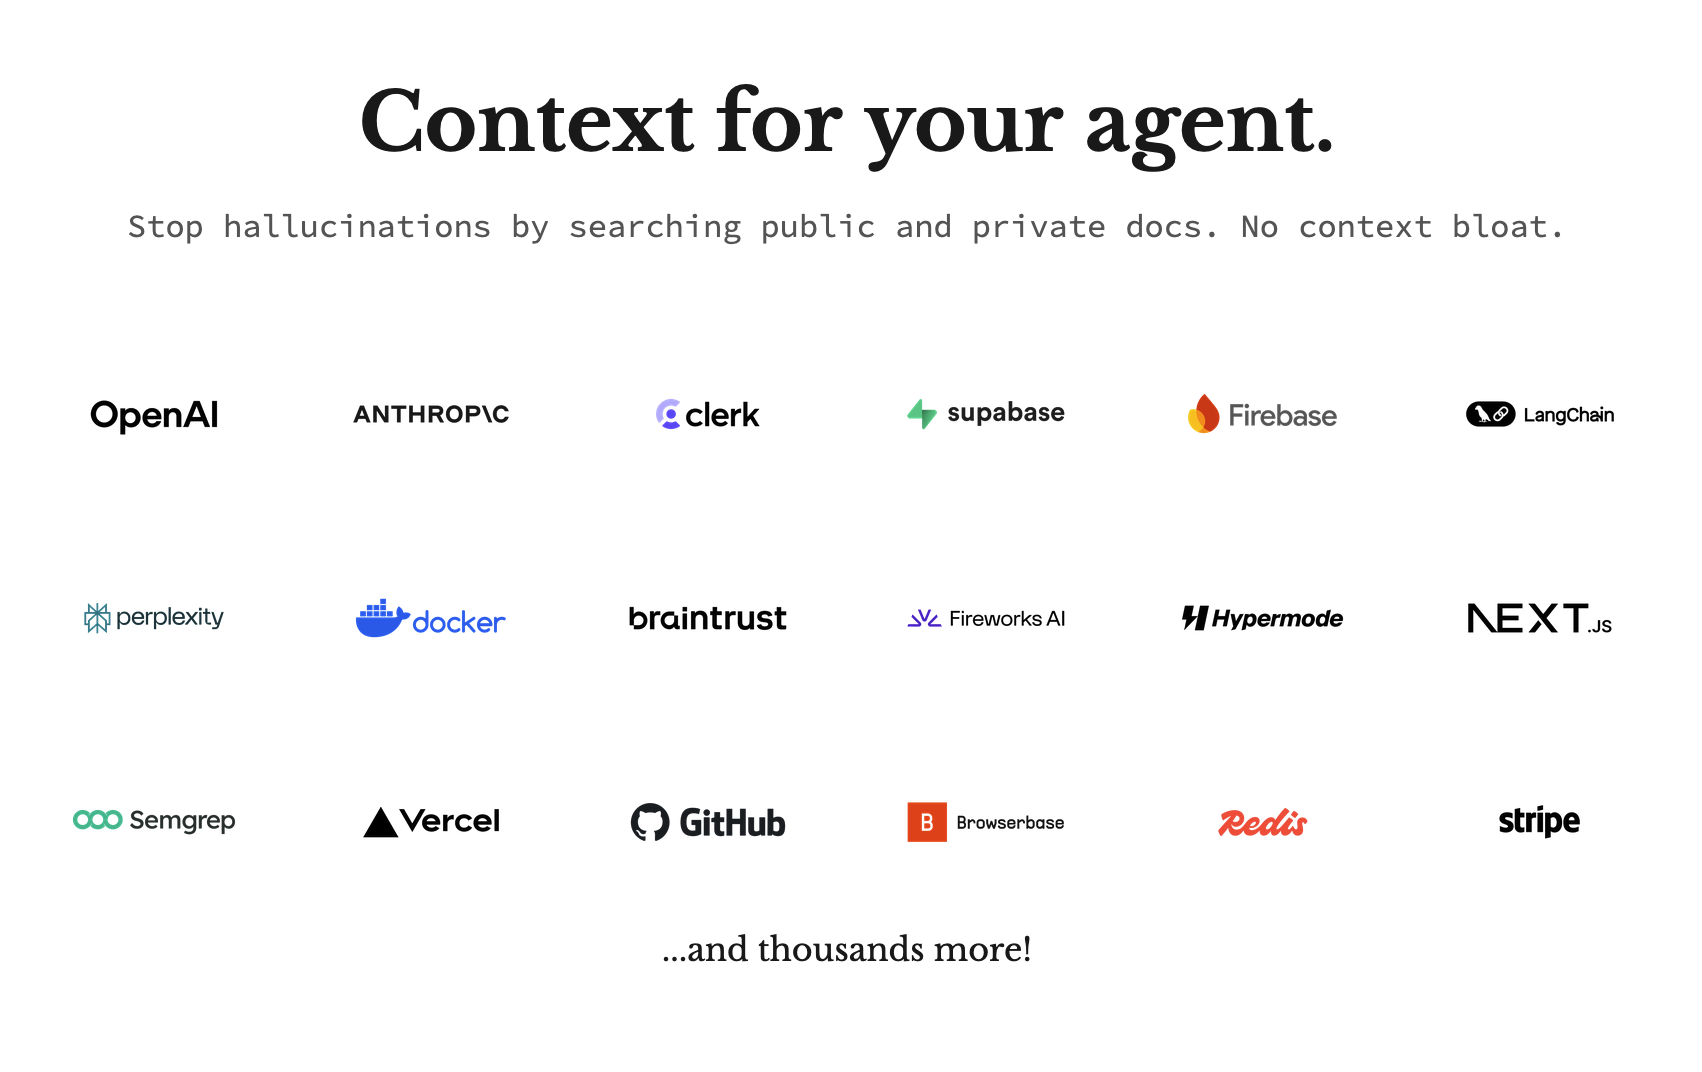 Context for your agent.
Stop hallucinations by searching public and private docs. No context bloat.
OpenAI
ANTHROP\C
clerk
supabase
Firebase
LangChain
perplexity
docker
braintrust
Fireworks AI
Hypermode
NEXT.JS
Semgrep
Vercel
GitHub
B Browserbase
Redis
stripe
...and thousands more!